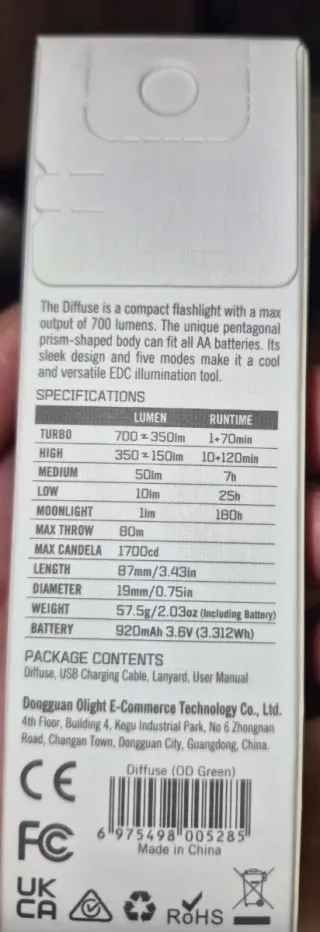 The Diffuse is a compact flashlight with a max
output of 700 lumens. The unique pentagonal
prism-shaped body can fit all AA batteries. Its
sleek design and five modes make it a cool
and versatile EDC illumination tool.
SPECIFICATIONS
LUMEN RUNTIME
TURBO 700≂350lm 1+70min
HIGH 350≂150lm 10+120min
MEDIUM 50lm 7h
LOW 10lm 25h
MOONLIGHT 1lm 180h
MAX THROW 80m
MAX CANDELA 1700cd
LENGTH 87mm/3.43in
DIAMETER 19mm/0.75in
WEIGHT 57.5g/2.03oz (Including Battery)
BATTERY 920mAh 3.6V (3.312Wh)
PACKAGE CONTENTS
Diffuse, USB Charging Cable, Lanyard, User Manual
Dongguan Olight E-Commerce Technology Co., Ltd.
4th Floor, Building 4, Kegu Industrial Park, No 6 Zhongnan
Road, Changan Town, Dongguan City, Guangdong, China.
CE
Diffuse (OD Green)
6 975498 005285
Made in China
FC
UK
CA
RoHS